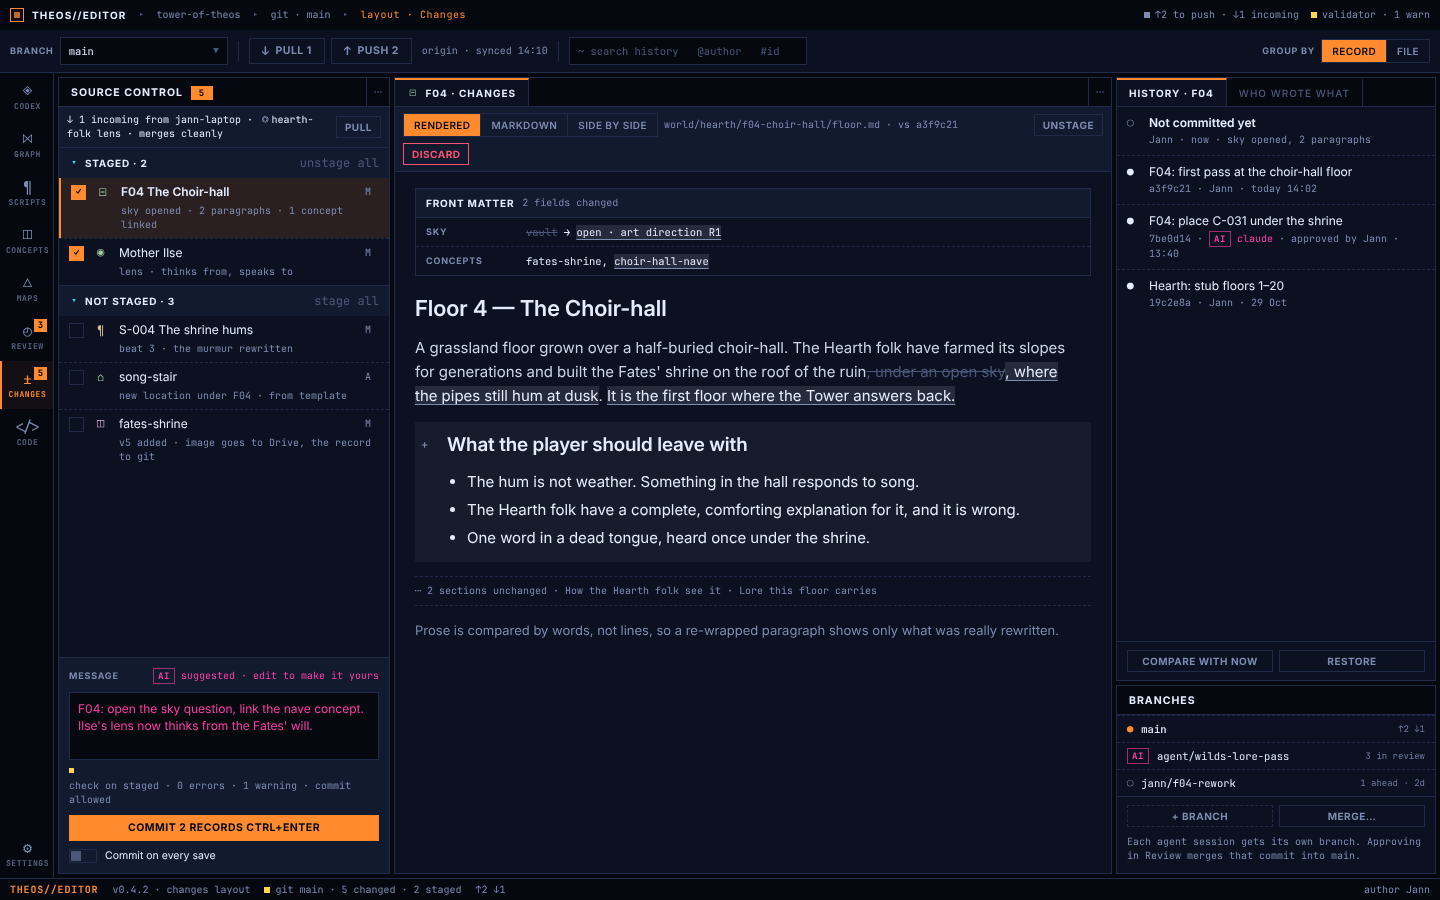 THEOS//EDITOR ▸ tower-of-theos ▸ git · main ▸ layout · Changes
↑2 to push · ↓1 incoming validator · 1 warn
BRANCH main ▼ ↓ PULL 1 ↑ PUSH 2 origin · synced 14:10 ~ search history @author #id
GROUP BY RECORD FILE
CODEX
GRAPH
SCRIPTS
CONCEPTS
MAPS
3
REVIEW
5
CHANGES
CODE
SETTINGS
SOURCE CONTROL 5 ⋯
↓ 1 incoming from jann-laptop · hearth-
folk lens · merges cleanly
PULL
STAGED · 2 unstage all
F04 The Choir-hall M
sky opened · 2 paragraphs · 1 concept
linked
Mother Ilse M
lens · thinks from, speaks to
NOT STAGED · 3 stage all
¶ S-004 The shrine hums M
beat 3 · the murmur rewritten
song-stair A
new location under F04 · from template
fates-shrine M
v5 added · image goes to Drive, the record
to git
MESSAGE AI suggested · edit to make it yours
F04: open the sky question, link the nave concept.
Ilse's lens now thinks from the Fates' will.
check on staged · 0 errors · 1 warning · commit
allowed
COMMIT 2 RECORDS CTRL+ENTER
Commit on every save
F04 · CHANGES ⋯
RENDERED MARKDOWN SIDE BY SIDE world/hearth/f04-choir-hall/floor.md · vs a3f9c21 UNSTAGE
DISCARD
FRONT MATTER 2 fields changed
SKY vault → open · art direction R1
CONCEPTS fates-shrine, choir-hall-nave
Floor 4 — The Choir-hall
A grassland floor grown over a half-buried choir-hall. The Hearth folk have farmed its slopes
for generations and built the Fates' shrine on the roof of the ruin, under an open sky, where
the pipes still hum at dusk. It is the first floor where the Tower answers back.
+ What the player should leave with
• The hum is not weather. Something in the hall responds to song.
• The Hearth folk have a complete, comforting explanation for it, and it is wrong.
• One word in a dead tongue, heard once under the shrine.
⋯ 2 sections unchanged · How the Hearth folk see it · Lore this floor carries
Prose is compared by words, not lines, so a re-wrapped paragraph shows only what was really rewritten.
HISTORY · F04 WHO WROTE WHAT
Not committed yet
Jann · now · sky opened, 2 paragraphs
F04: first pass at the choir-hall floor
a3f9c21 · Jann · today 14:02
F04: place C-031 under the shrine
7be0d14 · AI claude · approved by Jann ·
13:40
Hearth: stub floors 1–20
19c2e8a · Jann · 29 Oct
COMPARE WITH NOW RESTORE
BRANCHES
main ↑2 ↓1
AI agent/wilds-lore-pass 3 in review
jann/f04-rework 1 ahead · 2d
+ BRANCH MERGE…
Each agent session gets its own branch. Approving
in Review merges that commit into main.
THEOS//EDITOR v0.4.2 · changes layout git main · 5 changed · 2 staged ↑2 ↓1
author Jann